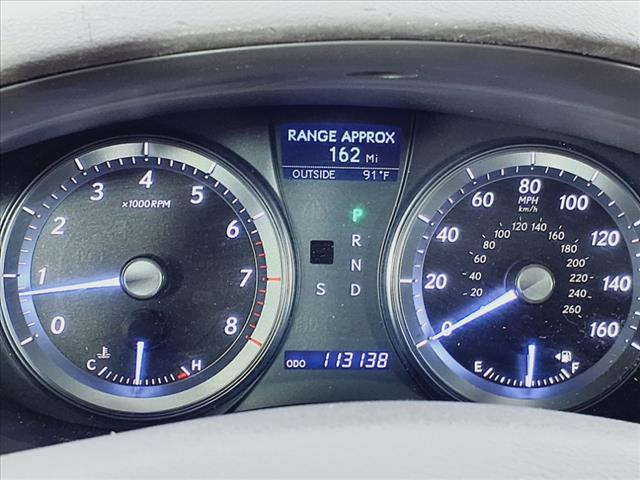 RANGE APPROX
162 Mi
OUTSIDE 91°F
x1000 RPM
0 1 2 3 4 5 6 7 8
C H
P
R
N
S D
ODO 113138
MPH
km/h
0 20 40 60 80 100 120 140 160
20 40 80 100 120 140 160 180 200 220 240 260
E F